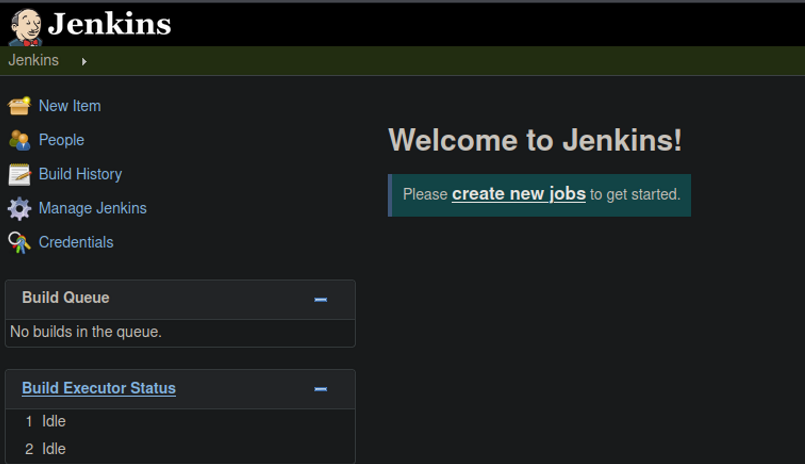 Jenkins
Jenkins
New Item
People
Build History
Manage Jenkins
Credentials
Build Queue
No builds in the queue.
Build Executor Status
1 Idle
2 Idle
Welcome to Jenkins!
Please create new jobs to get started.